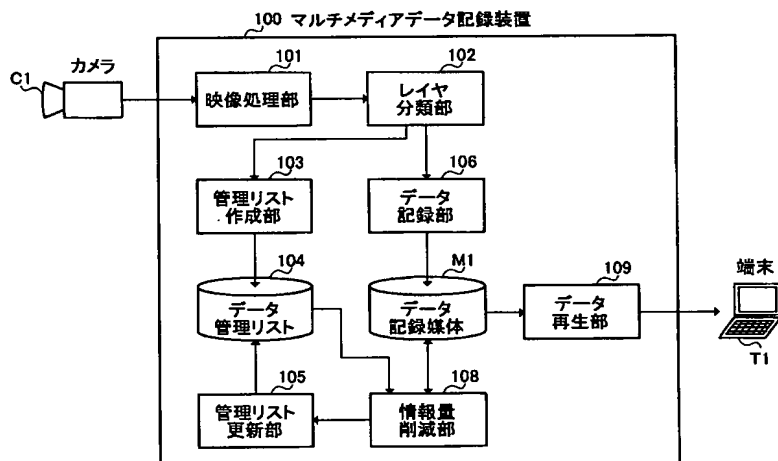 100 マルチメディアデータ記録装置
C1
カメラ
101
映像処理部
102
レイヤ
分類部
103
管理リスト
作成部
106
データ
記録部
104
データ
管理リスト
M1
データ
記録媒体
109
データ
再生部
端末
T1
105
管理リスト
更新部
108
情報量
削減部